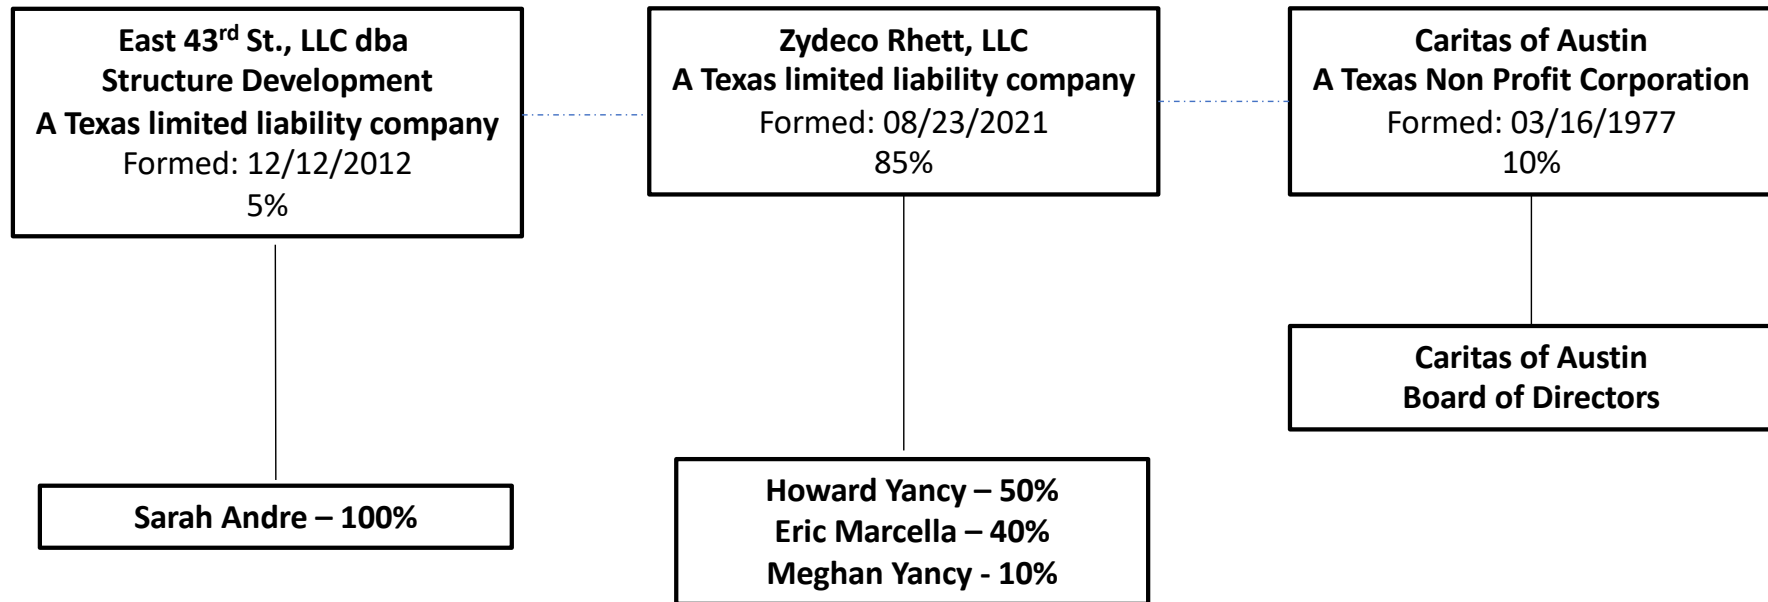 East 43rd St., LLC dba
Structure Development
A Texas limited liability company
Formed: 12/12/2012
5%
Zydeco Rhett, LLC
A Texas limited liability company
Formed: 08/23/2021
85%
Caritas of Austin
A Texas Non Profit Corporation
Formed: 03/16/1977
10%
Caritas of Austin
Board of Directors
Sarah Andre – 100%
Howard Yancy – 50%
Eric Marcella – 40%
Meghan Yancy - 10%